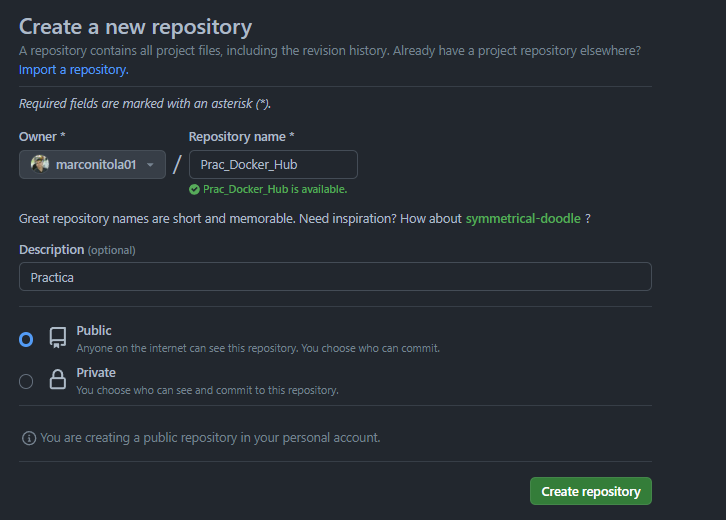 Create a new repository
A repository contains all project files, including the revision history. Already have a project repository elsewhere?
Import a repository.
Required fields are marked with an asterisk (*).
Owner * Repository name *
marconitola01 / Prac_Docker_Hub
Prac_Docker_Hub is available.
Great repository names are short and memorable. Need inspiration? How about symmetrical-doodle ?
Description (optional)
Practica
Public
Anyone on the internet can see this repository. You choose who can commit.
Private
You choose who can see and commit to this repository.
You are creating a public repository in your personal account.
Create repository